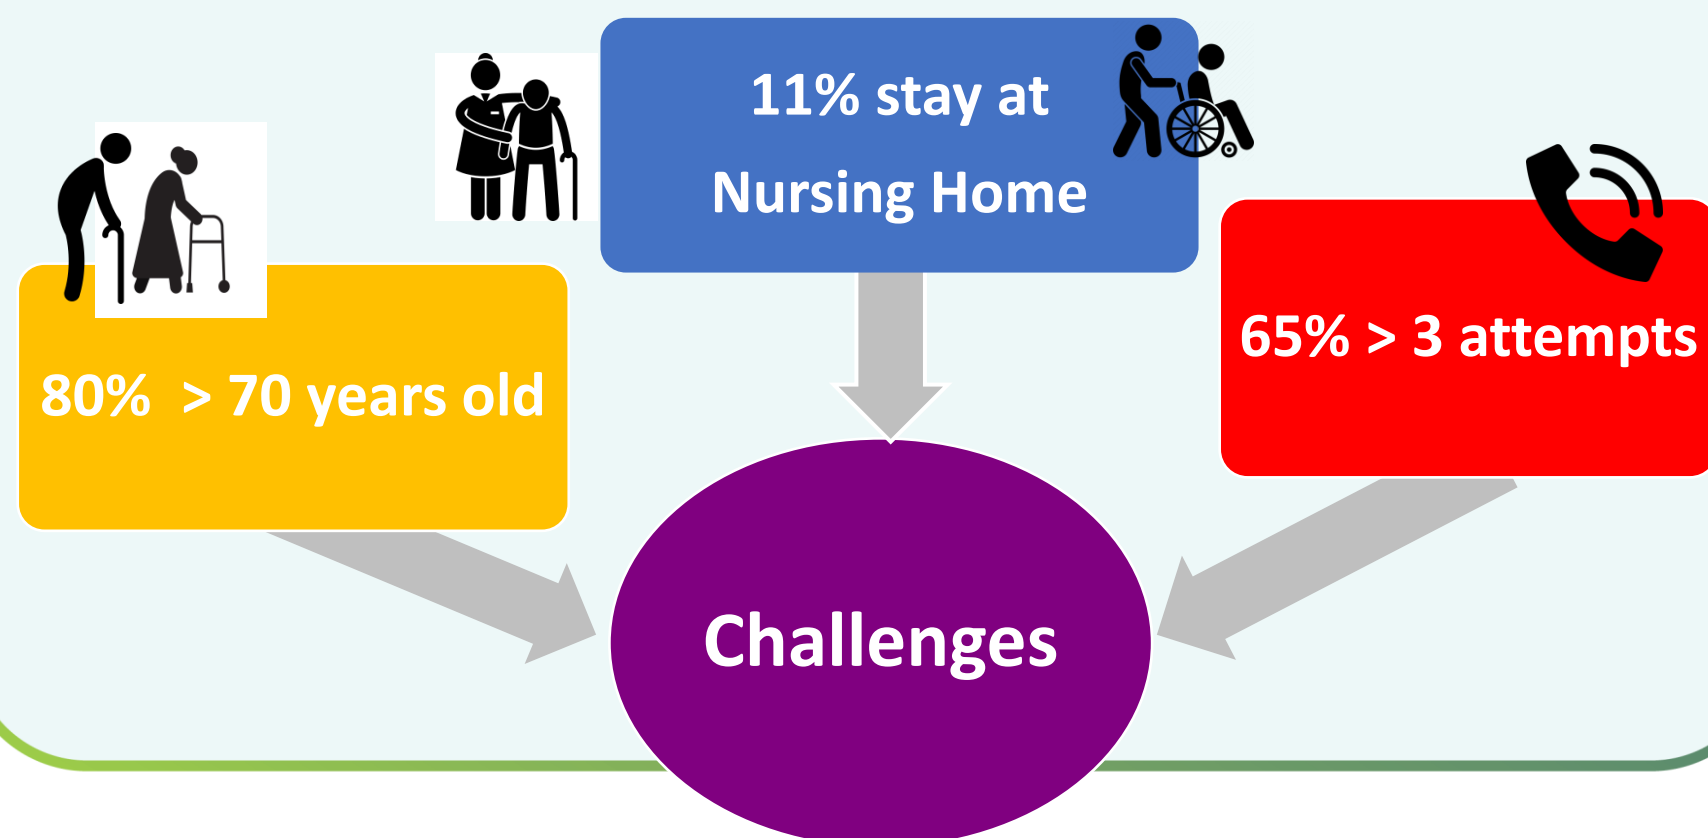 11% stay at
Nursing Home
80% > 70 years old
65% > 3 attempts
Challenges